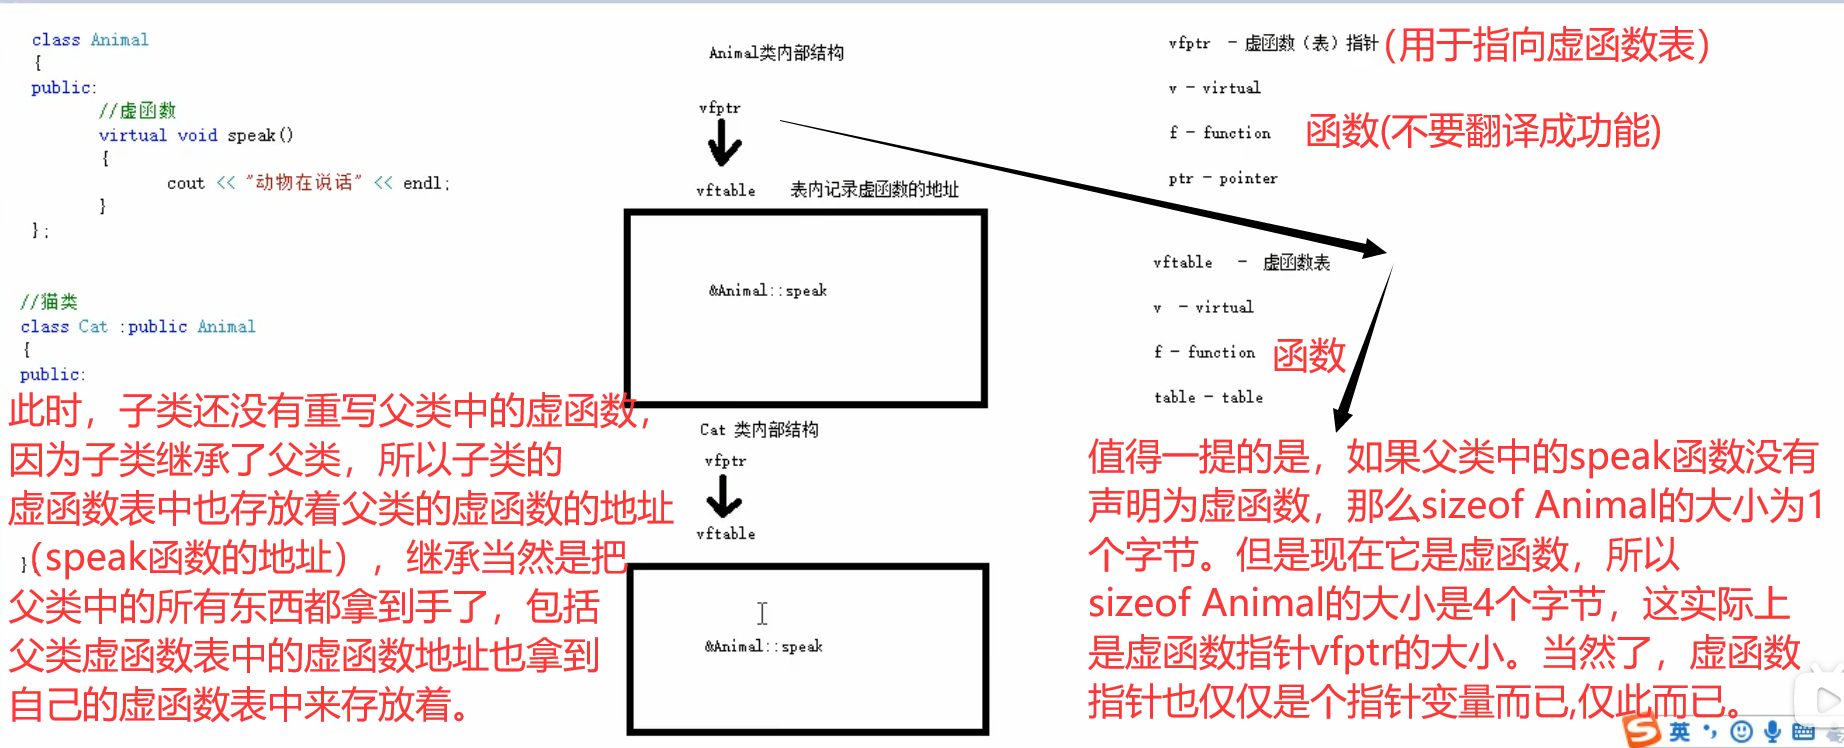 class Animal
{
public:
//虚函数
virtual void speak()
{
cout << "动物在说话" << endl;
}
};
//猫类
class Cat :public Animal
{
public:
此时，子类还没有重写父类中的虚函数，
因为子类继承了父类，所以子类的
虚函数表中也存放着父类的虚函数的地址
}
（speak函数的地址），继承当然是把
父类中的所有东西都拿到手了，包括
父类虚函数表中的虚函数地址也拿到
自己的虚函数表中来存放着。
Animal类内部结构
vfptr
vftable 表内记录虚函数的地址
&Animal::speak
Cat 类内部结构
vfptr
vftable
&Animal::speak
vfptr - 虚函数（表）指针(用于指向虚函数表)
v - virtual
f - function 函数(不要翻译成功能)
ptr - pointer
vftable - 虚函数表
v - virtual
f - function 函数
table - table
值得一提的是，如果父类中的speak函数没有
声明为虚函数，那么sizeof Animal的大小为1
个字节。但是现在它是虚函数，所以
sizeof Animal的大小是4个字节，这实际上
是虚函数指针vfptr的大小。当然了，虚函数
指针也仅仅是个指针变量而已,仅此而已。
英